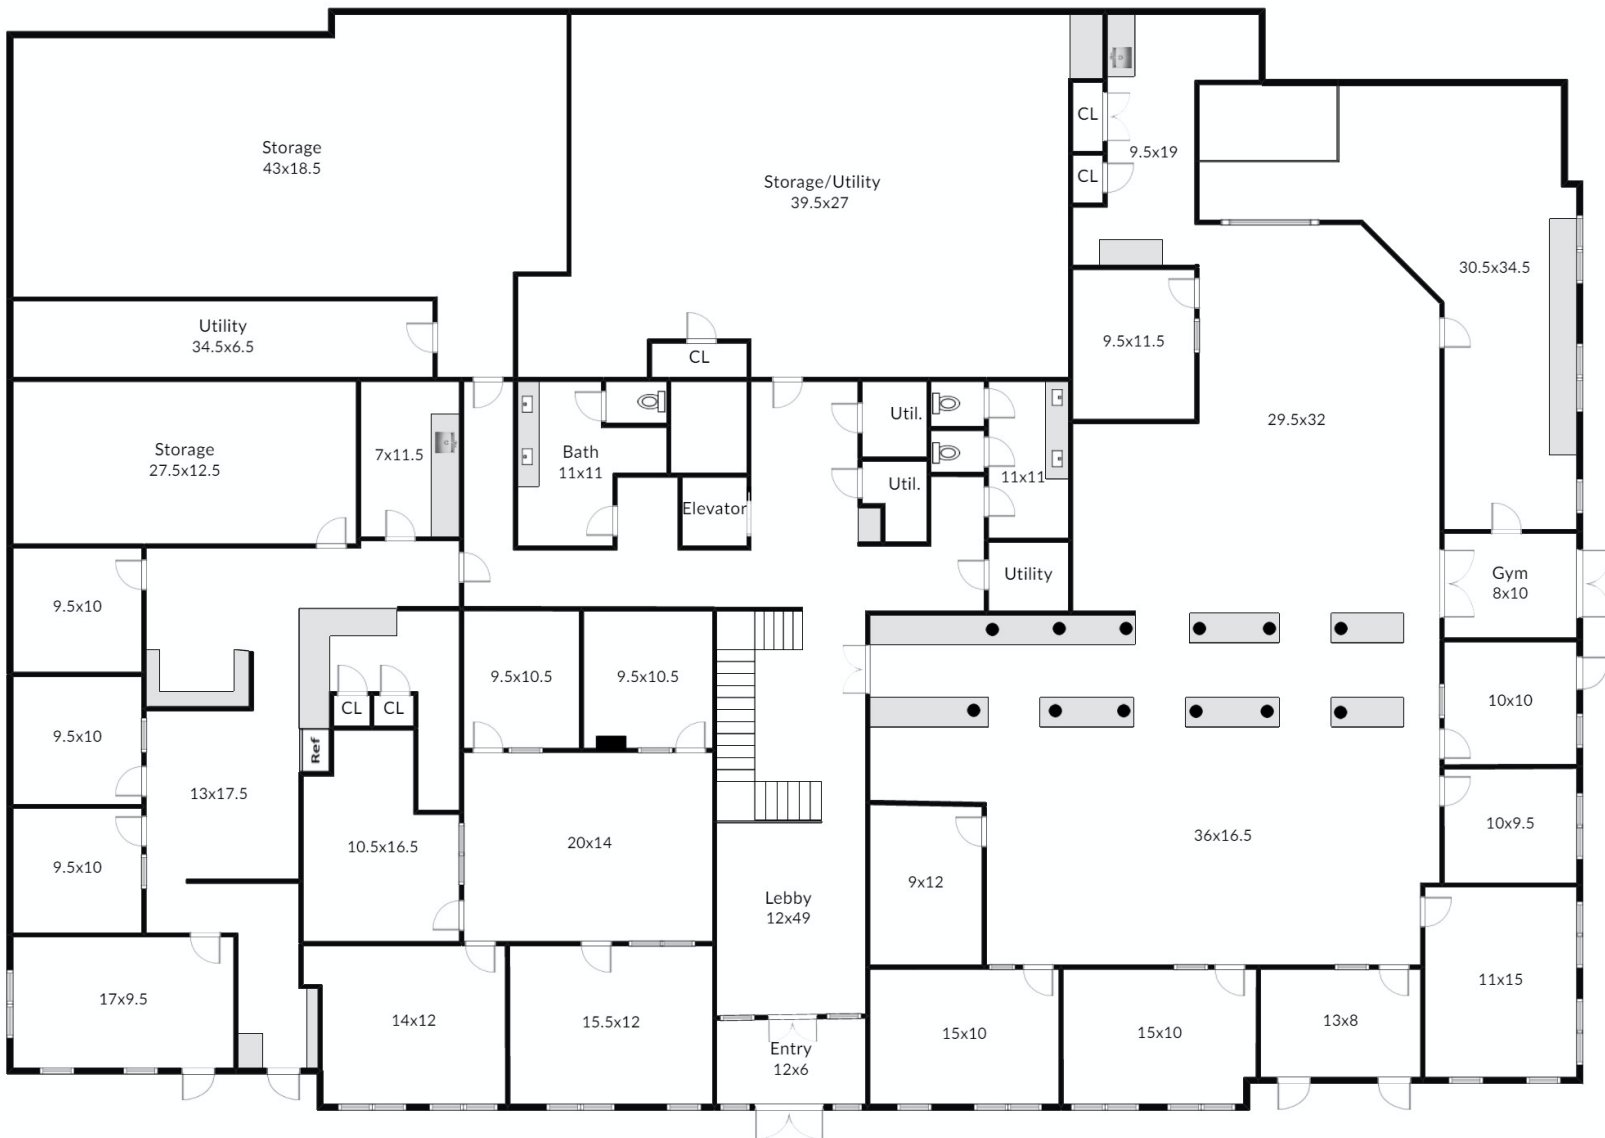 Storage
43x18.5
Storage/Utility
39.5x27
CL
CL
9.5x19
30.5x34.5
Utility
34.5x6.5
CL
9.5x11.5
29.5x32
Storage
27.5x12.5
7x11.5
Bath
11x11
Elevator
Util.
Util.
11x11
Utility
Gym
8x10
9.5x10
9.5x10
9.5x10
CL
CL
Ref
9.5x10.5
9.5x10.5
10x10
13x17.5
10.5x16.5
20x14
36x16.5
10x9.5
Lebby
12x49
9x12
17x9.5
14x12
15.5x12
Entry
12x6
15x10
15x10
13x8
11x15